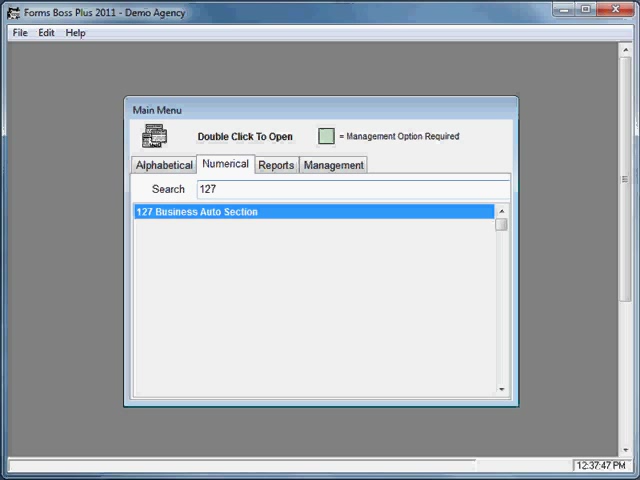 Forms Boss Plus 2011 - Demo Agency
File Edit Help
Main Menu
Double Click To Open = Management Option Required
Alphabetical Numerical Reports Management
Search 127
127 Business Auto Section
12:37:47 PM